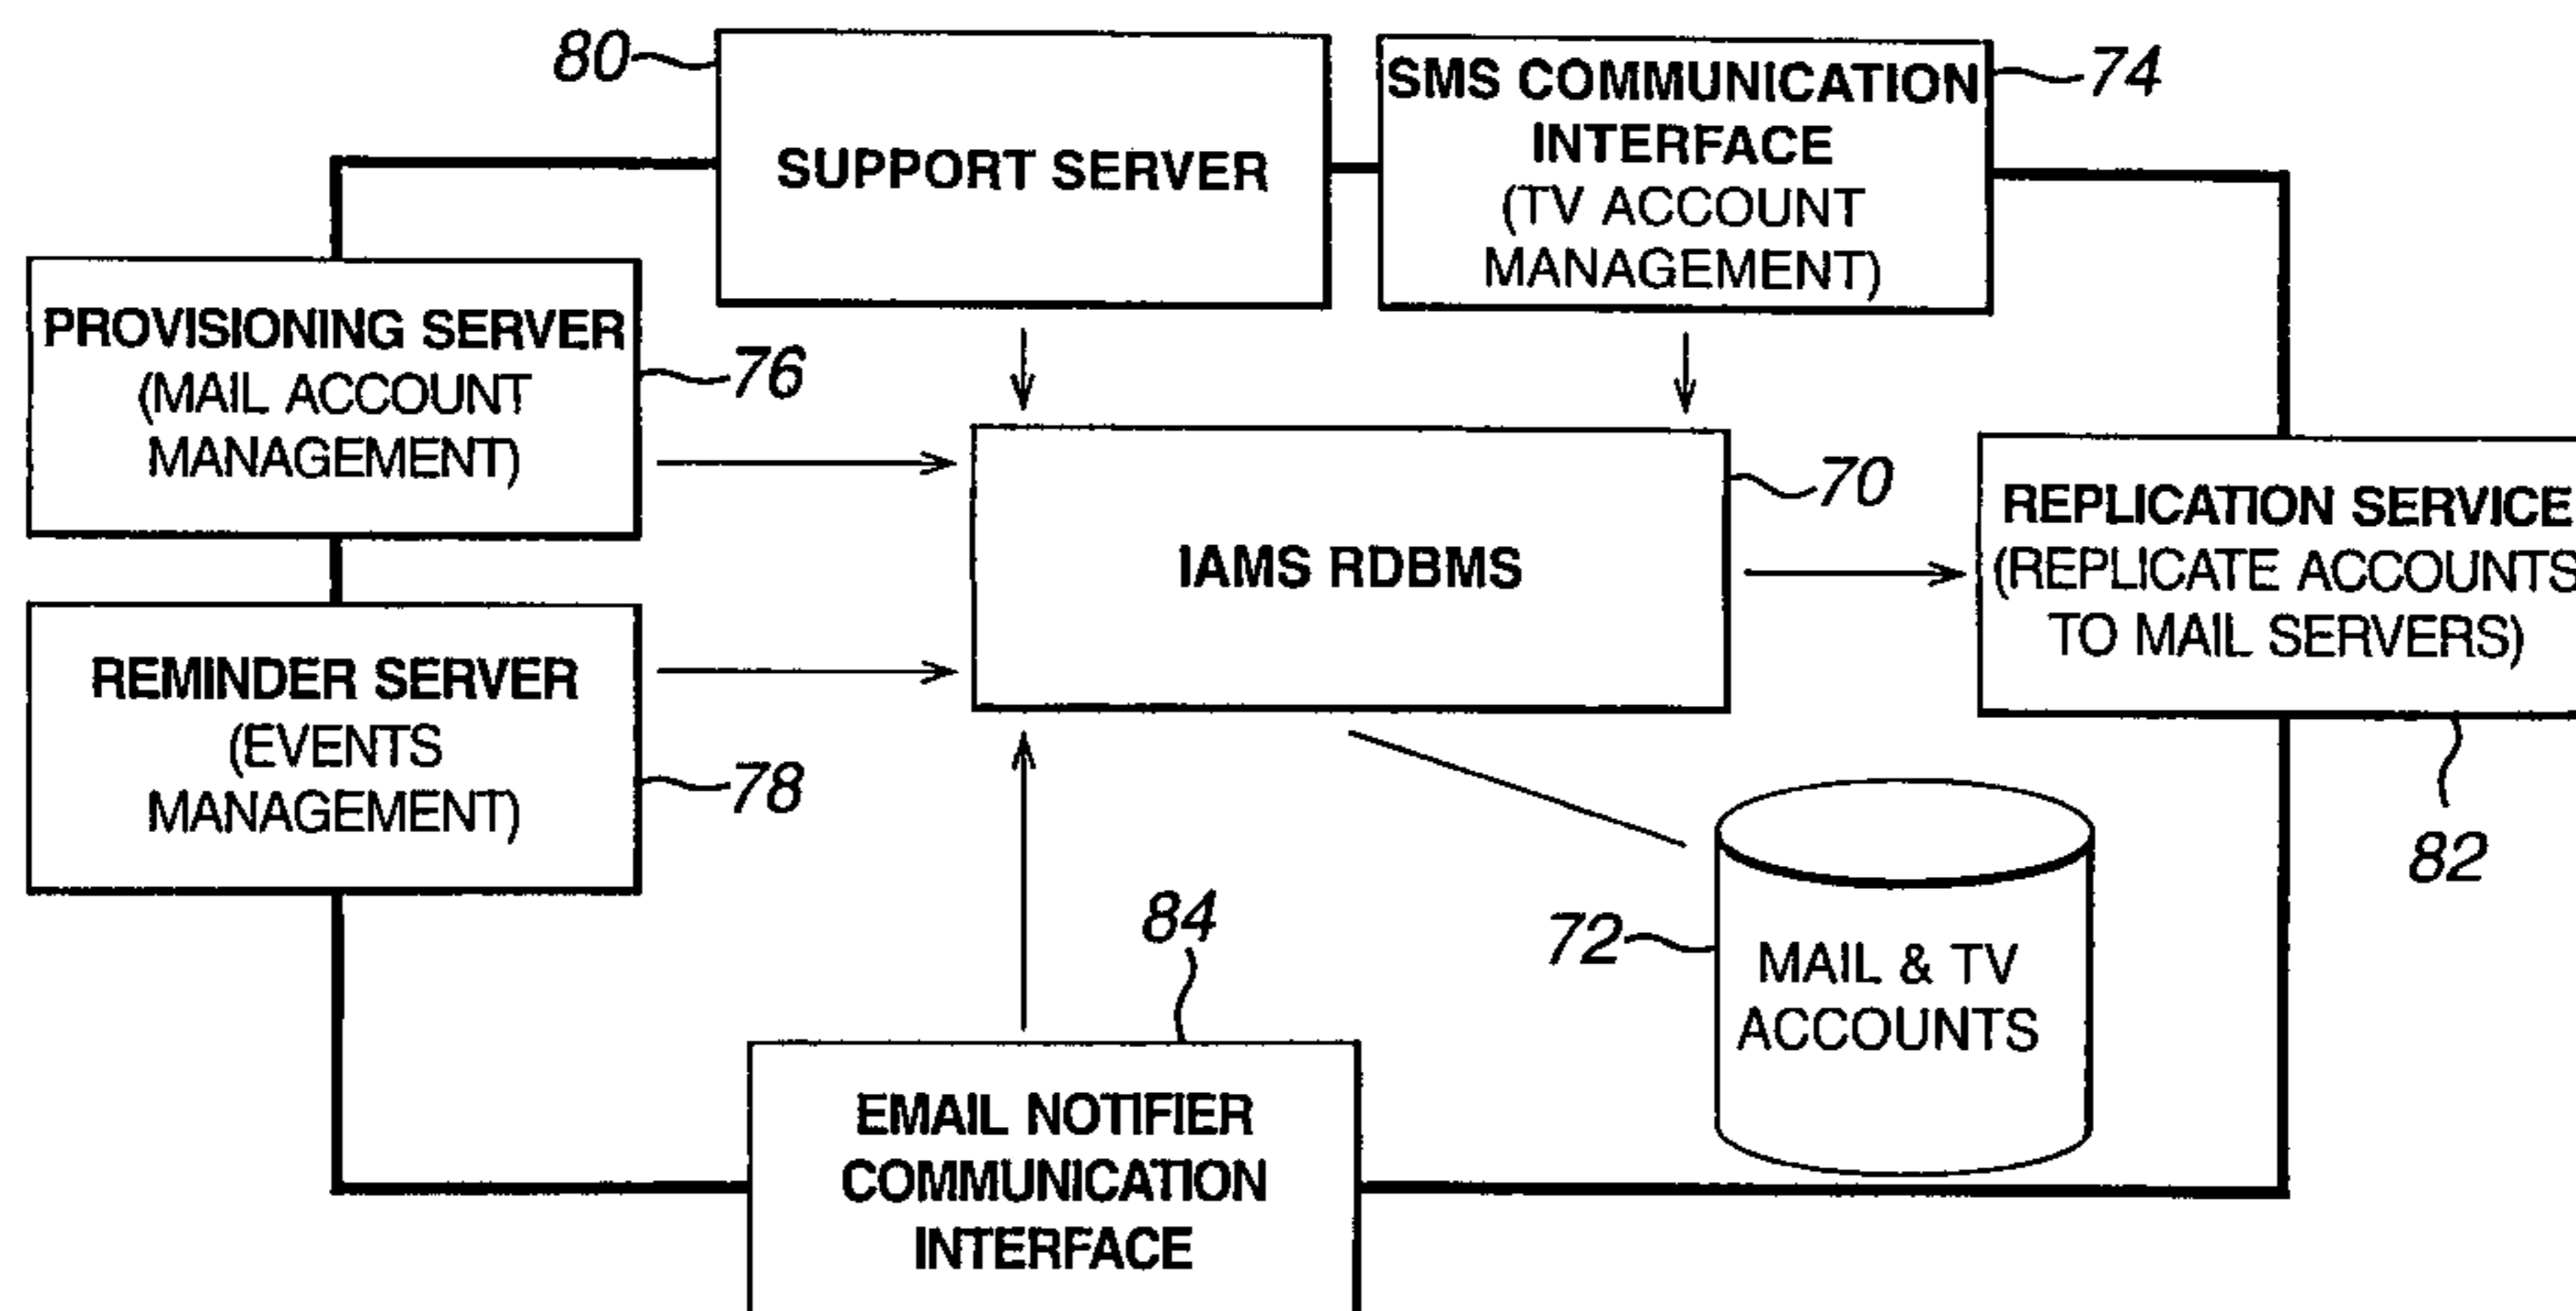 80
SUPPORT SERVER
SMS COMMUNICATION
INTERFACE
(TV ACCOUNT
MANAGEMENT)
74
PROVISIONING SERVER
(MAIL ACCOUNT
MANAGEMENT)
76
IAMS RDBMS
70
REPLICATION SERVICE
(REPLICATE ACCOUNTS
TO MAIL SERVERS)
82
REMINDER SERVER
(EVENTS
MANAGEMENT)
78
72
MAIL & TV
ACCOUNTS
84
EMAIL NOTIFIER
COMMUNICATION
INTERFACE